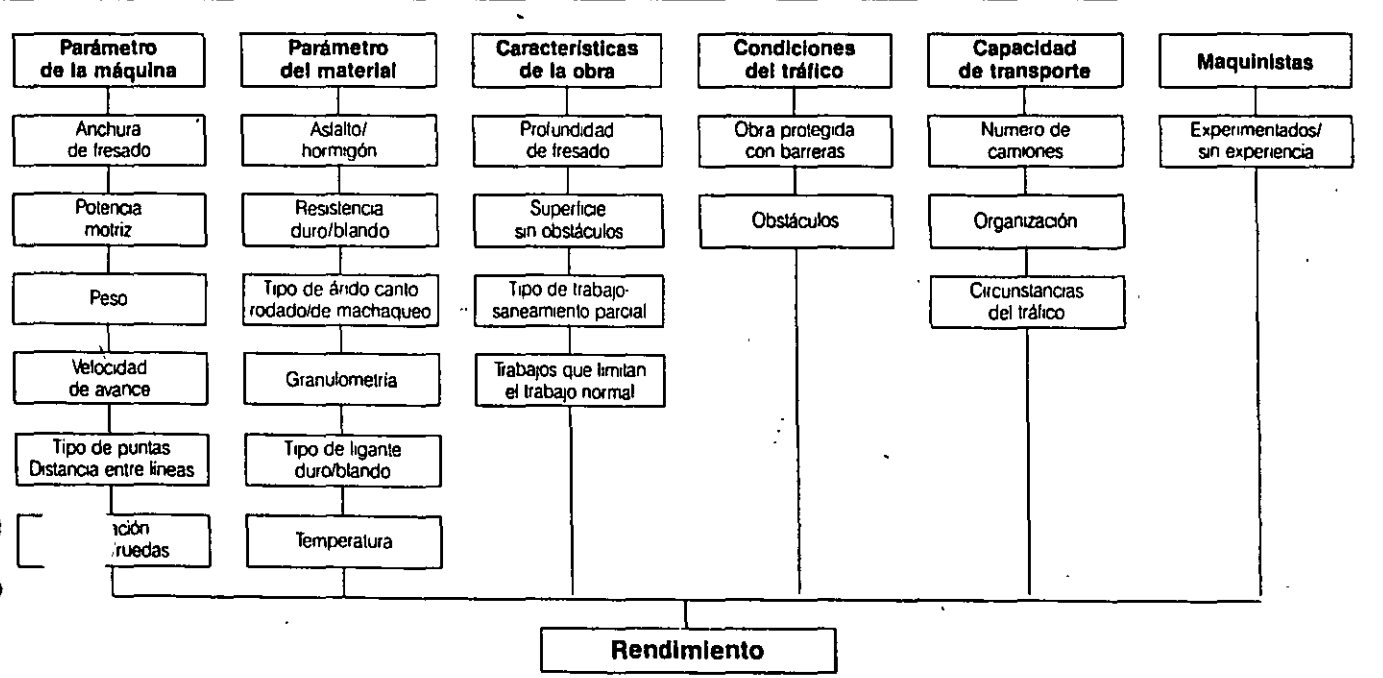 Parámetro
de la máquina
Anchura
de fresado
Potencia
motriz
Peso
Velocidad
de avance
Tipo de puntas
Distancia entre líneas
ación
ruedas
Parámetro
del material
Asfalto/
hormigón
Resistencia
duro/blando
Tipo de árido canto
rodado/de machaqueo
Granulometría
Tipo de ligante
duro/blando
Temperatura
Características
de la obra
Profundidad
de fresado
Superficie
sin obstáculos
Tipo de trabajo-
saneamiento parcial
Trabajos que limitan
el trabajo normal
Condiciones
del tráfico
Obra protegida
con barreras
Obstáculos
Capacidad
de transporte
Numero de
camiones
Organización
Circunstancias
del tráfico
Maquinistas
Experimentados/
sin experiencia
Rendimiento